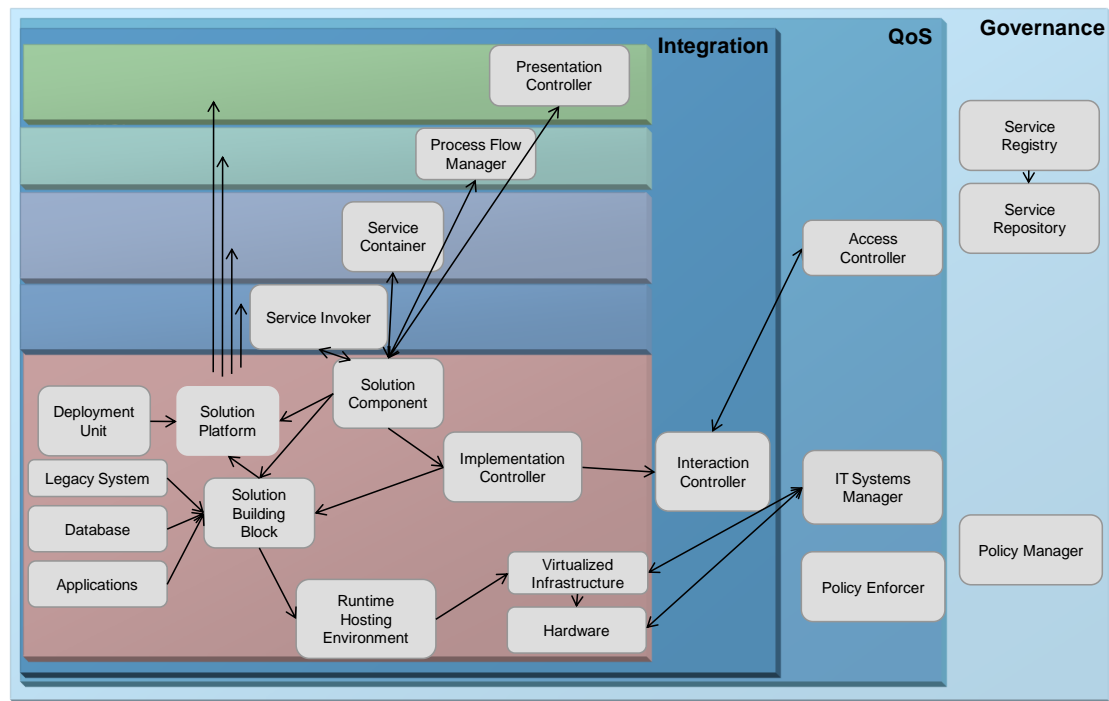 Governance
QoS
Integration
Presentation
Controller
Process Flow
Manager
Service
Registry
Service
Repository
Service
Container
Access
Controller
Service Invoker
Solution
Component
Deployment
Unit
Solution
Platform
Legacy System
Implementation
Controller
Interaction
Controller
IT Systems
Manager
Solution
Building
Block
Database
Policy Manager
Applications
Virtualized
Infrastructure
Policy Enforcer
Runtime
Hosting
Environment
Hardware